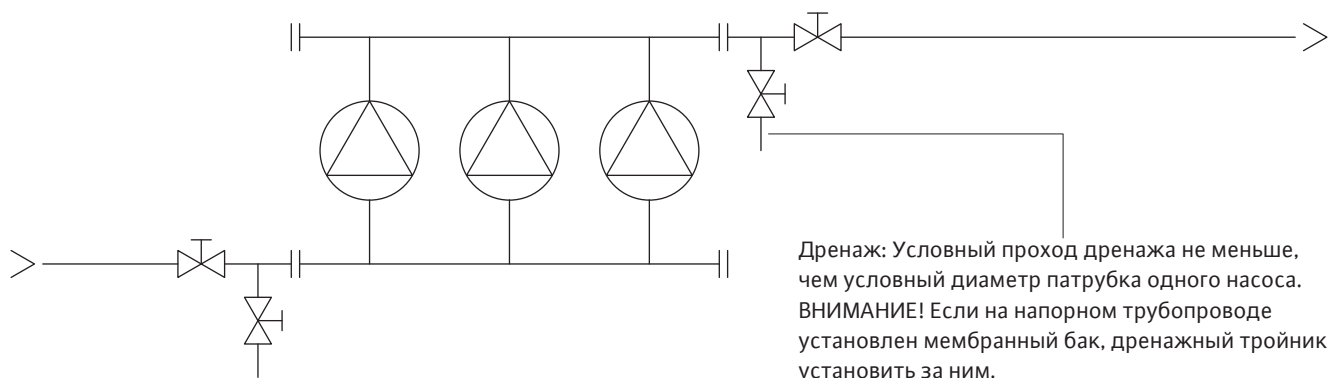 Дренаж: Условный проход дренажа не меньше,
чем условный диаметр патрубка одного насоса.
ВНИМАНИЕ! Если на напорном трубопроводе
установлен мембранный бак, дренажный тройник
установить за ним.